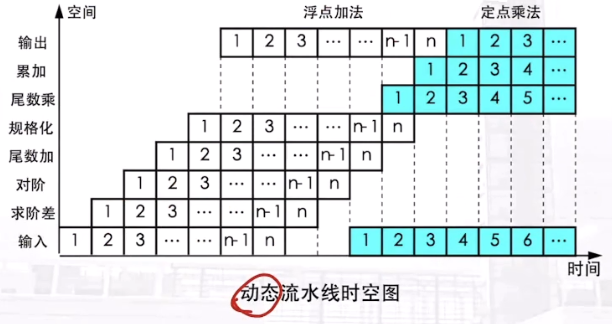 空间 浮点加法 定点乘法
输出 1 2 3 … … n-1 n 1 2 3 …
累加 1 2 3 4 …
尾数乘 1 2 3 4 5 …
规格化 1 2 3 … … n-1 n
尾数加 1 2 3 … … n-1 n
对阶 1 2 3 … … n-1 n
求阶差 1 2 3 … … n-1 n
输入 1 2 3 … … n-1 n 1 2 3 4 5 6 …
时间
动态流水线时空图